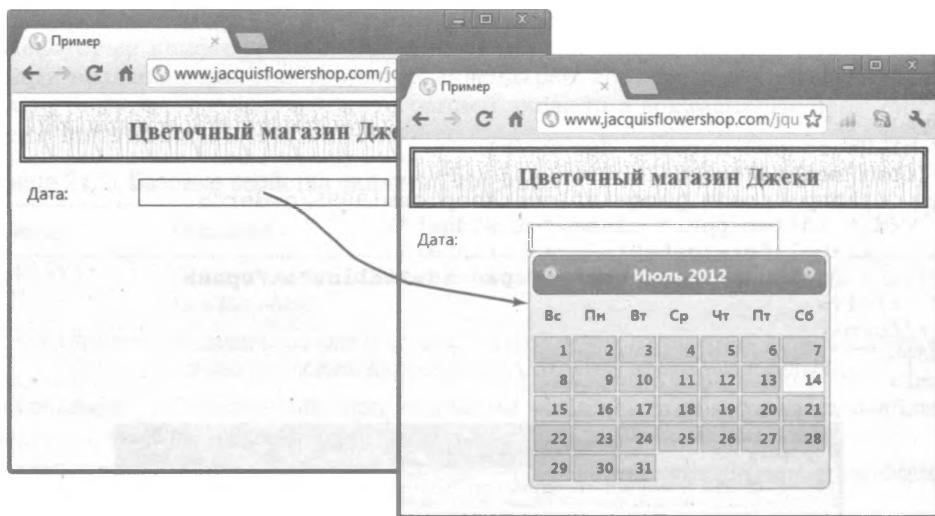 Пример
www.jacquisflowershop.com/jq
Цветочный магазин Дже
Дата:
Пример
www.jacquisflowershop.com/jqu
Цветочный магазин Джеки
Дата:
Июль 2012
Вс Пн Вт Ср Чт Пт Сб
1 2 3 4 5 6 7
8 9 10 11 12 13 14
15 16 17 18 19 20 21
22 23 24 25 26 27 28
29 30 31